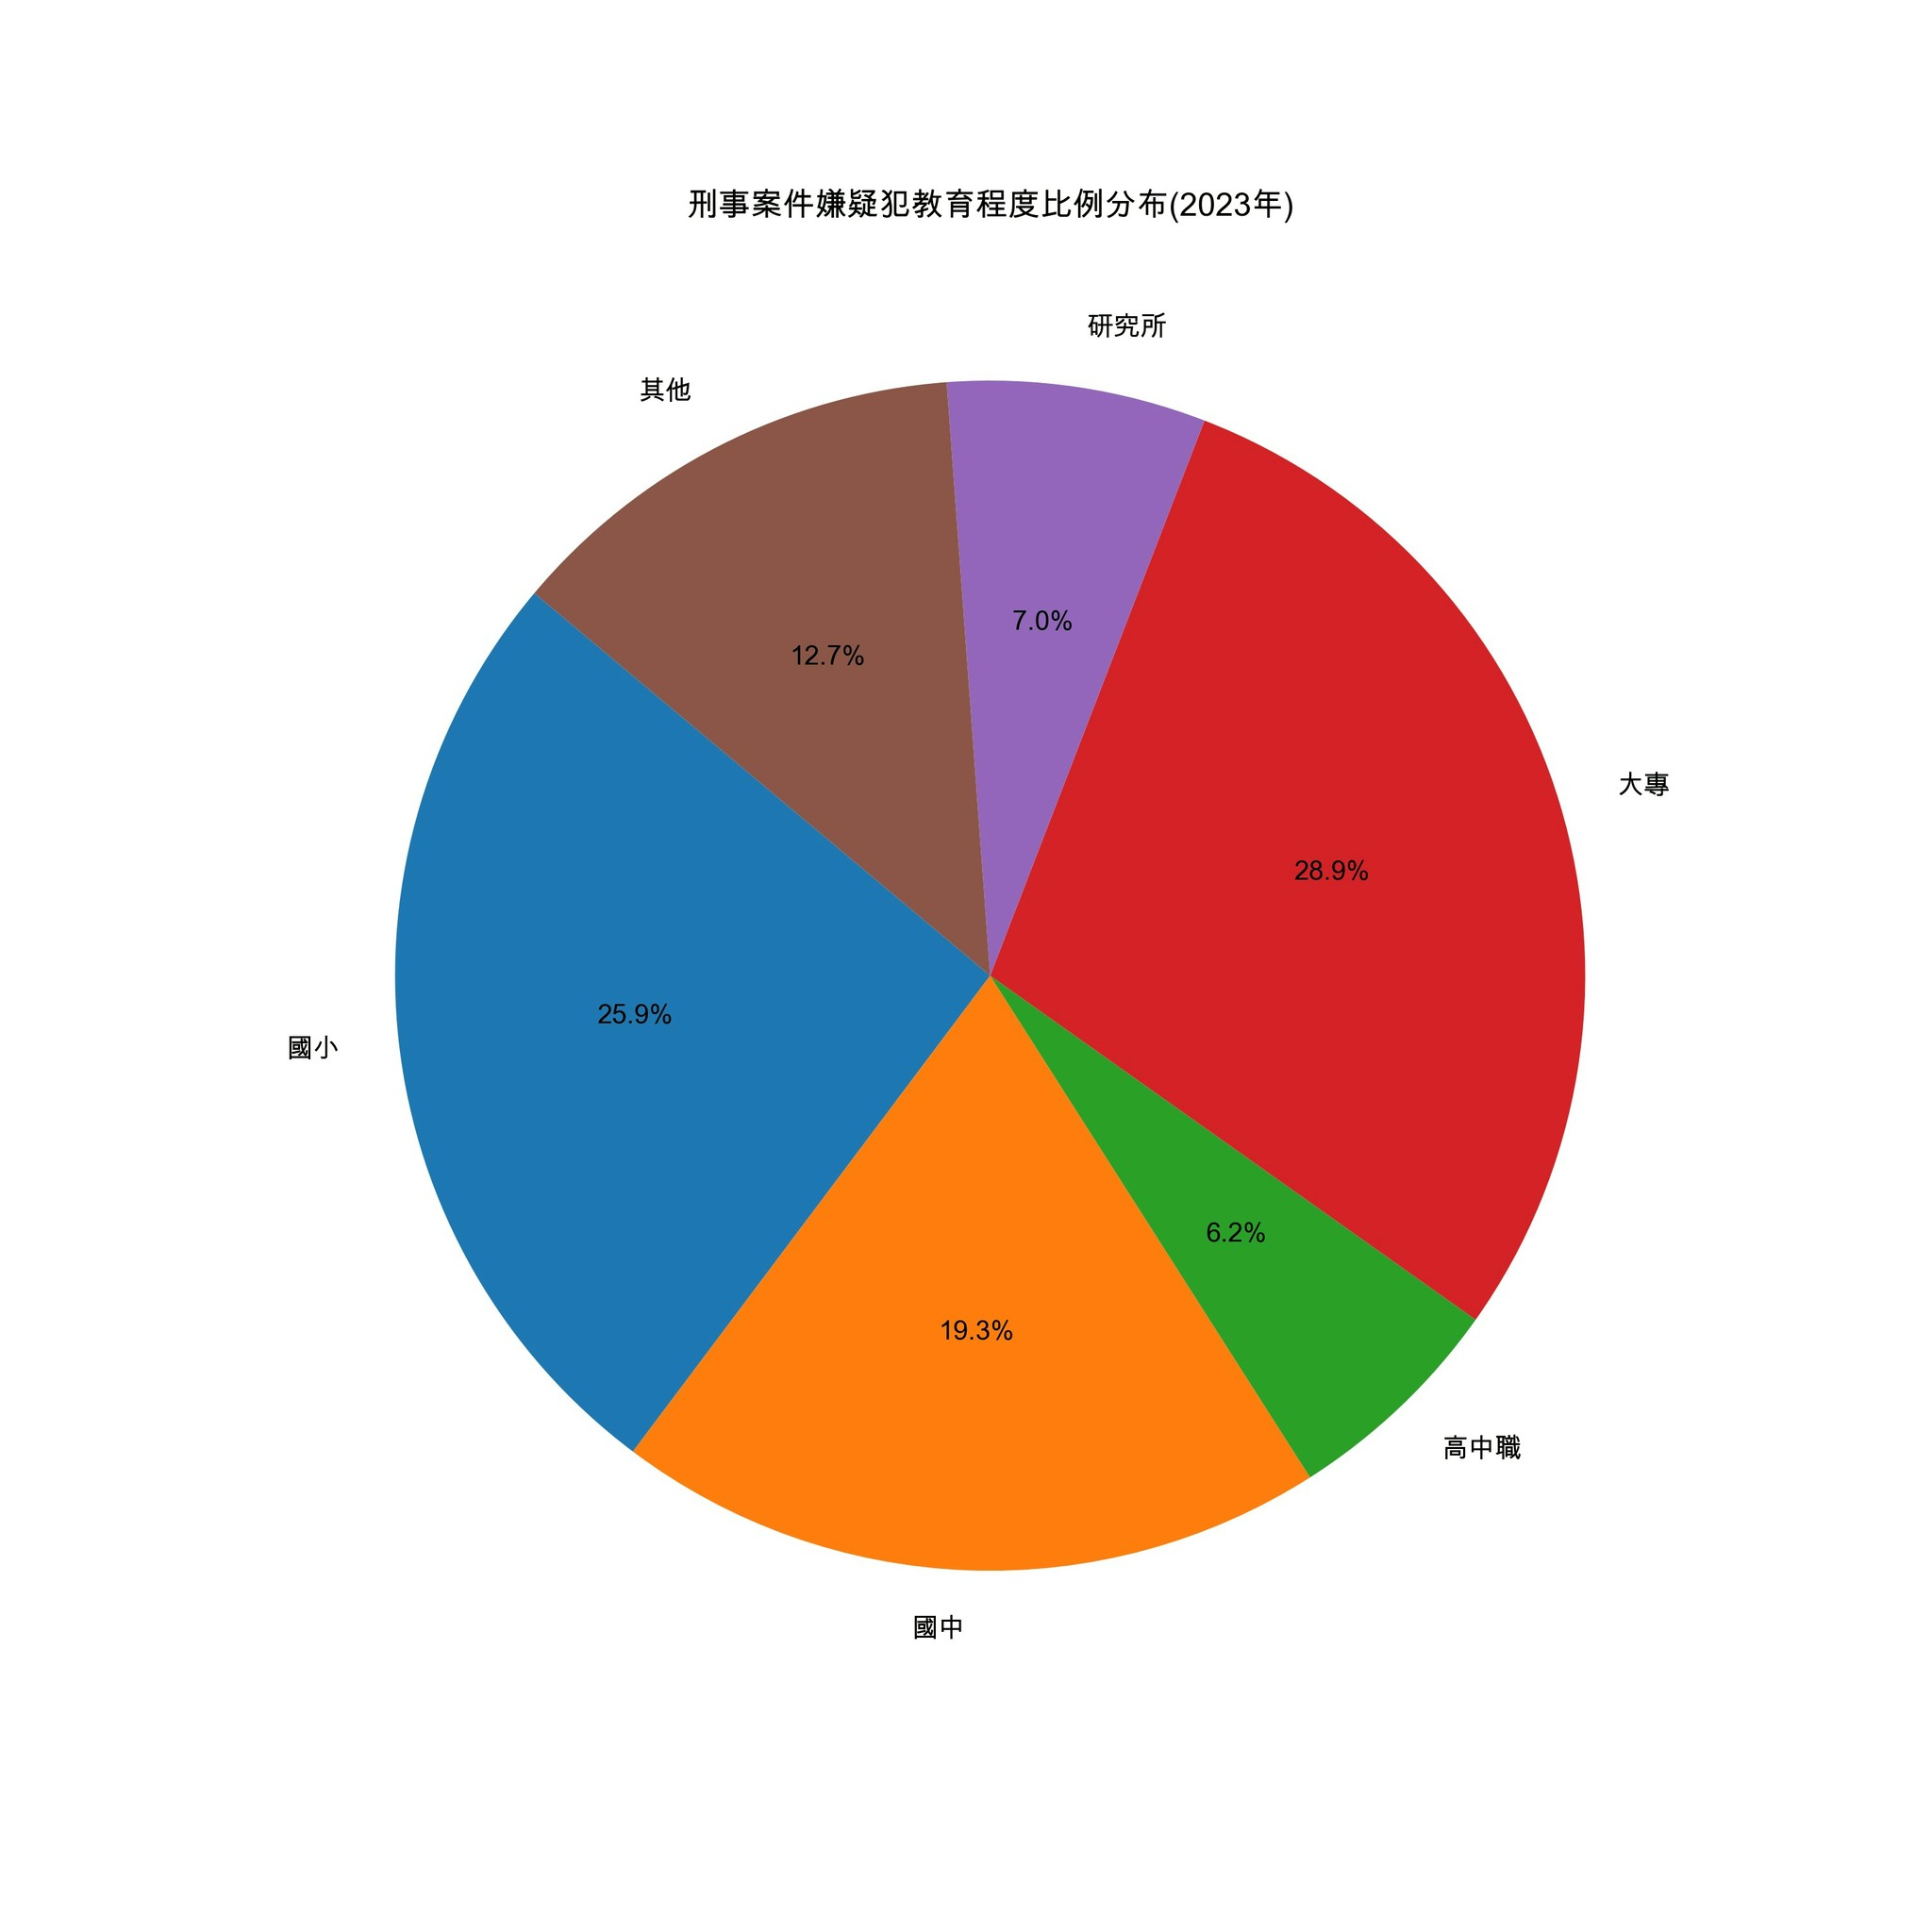 刑事案件嫌疑犯教育程度比例分布(2023年)
研究所
其他
7.0%
12.7%
大專
28.9%
25.9%
國小
6.2%
19.3%
高中職
國中